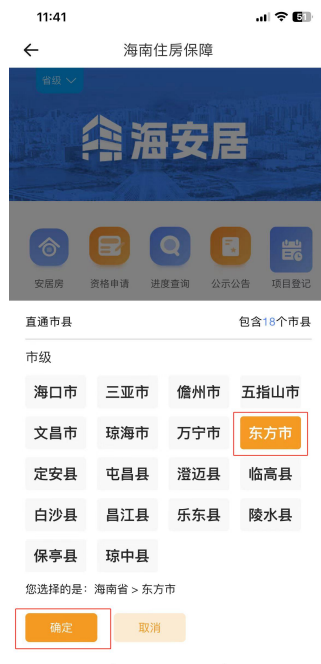 11:41
海南住房保障
省级
海安居
安居房 资格申请 进度查询 公示公告 项目登记
直通市县 包含18个市县
市级
海口市 三亚市 儋州市 五指山市
文昌市 琼海市 万宁市 东方市
定安县 屯昌县 澄迈县 临高县
白沙县 昌江县 乐东县 陵水县
保亭县 琼中县
您选择的是：海南省 > 东方市
确定 取消